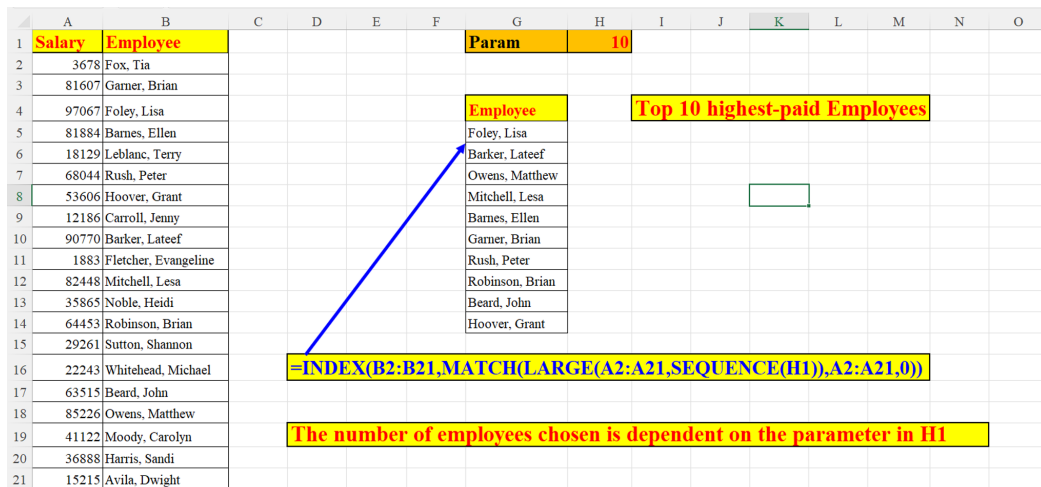 A B C D E F G H I J K L M N O
1 Salary Employee Param 10
2 3678 Fox, Tia
3 81607 Garner, Brian
4 97067 Foley, Lisa Employee Top 10 highest-paid Employees
5 81884 Barnes, Ellen Foley, Lisa
6 18129 Leblanc, Terry Barker, Lateef
7 68044 Rush, Peter Owens, Matthew
8 53606 Hoover, Grant Mitchell, Lesa
9 12186 Carroll, Jenny Barnes, Ellen
10 90770 Barker, Lateef Garner, Brian
11 1883 Fletcher, Evangeline Rush, Peter
12 82448 Mitchell, Lesa Robinson, Brian
13 35865 Noble, Heidi Beard, John
14 64453 Robinson, Brian Hoover, Grant
15 29261 Sutton, Shannon
16 22243 Whitehead, Michael =INDEX(B2:B21,MATCH(LARGE(A2:A21,SEQUENCE(H1)),A2:A21,0))
17 63515 Beard, John
18 85226 Owens, Matthew
19 41122 Moody, Carolyn The number of employees chosen is dependent on the parameter in H1
20 36888 Harris, Sandi
21 15215 Avila, Dwight